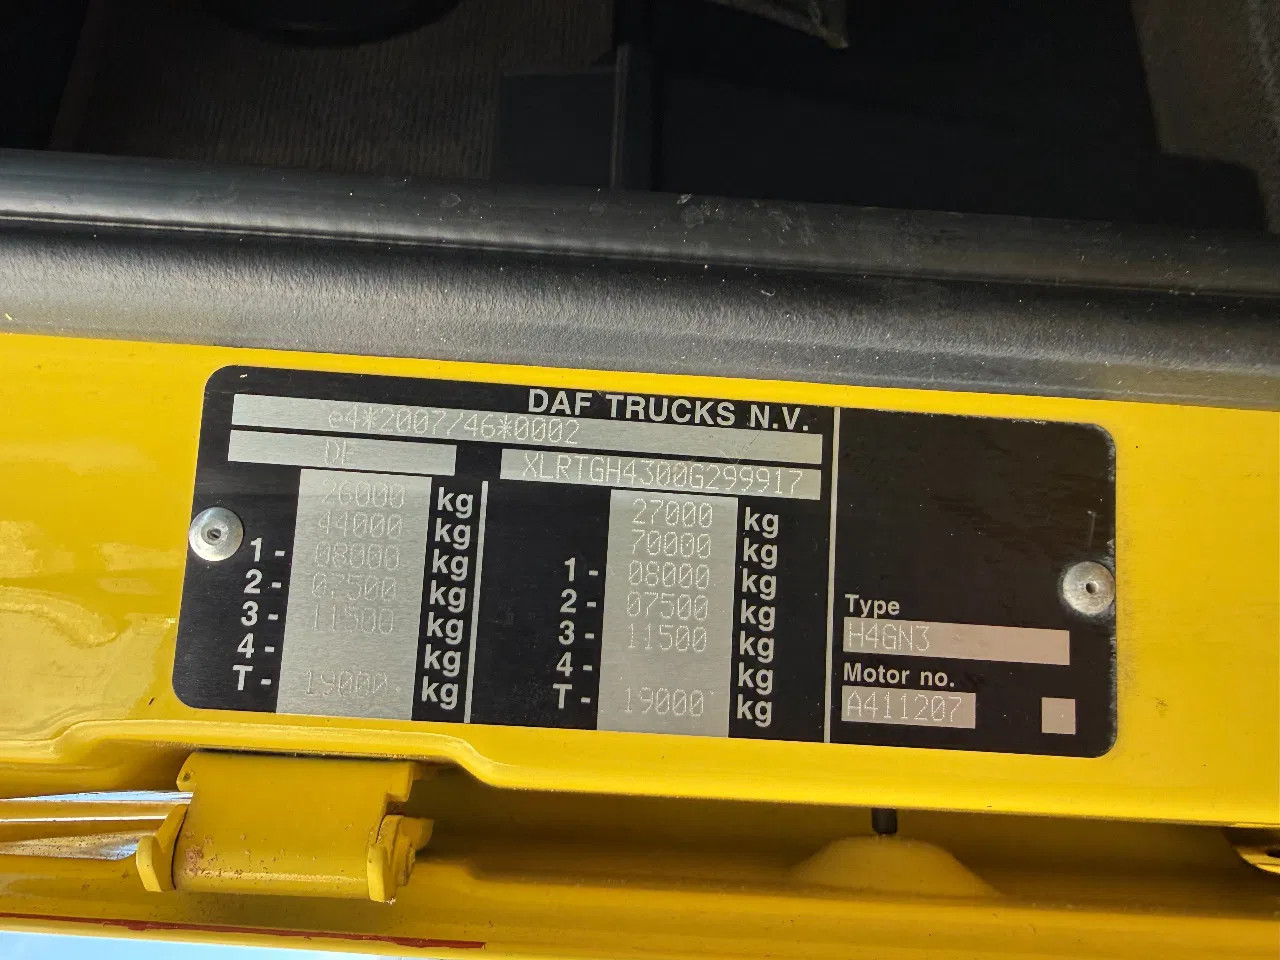 DAF TRUCKS N.V.
e4*2007/46*0002
DE XLRTGH4300G299917
26000 kg 27000 kg
44000 kg 70000 kg
1- 08000 kg 1- 08000 kg
2- 07500 kg 2- 07500 kg
3- 11500 kg 3- 11500 kg
4- kg 4- kg
T- 19000 kg T- 19000 kg
Type
H4GN3
Motor no.
A411207